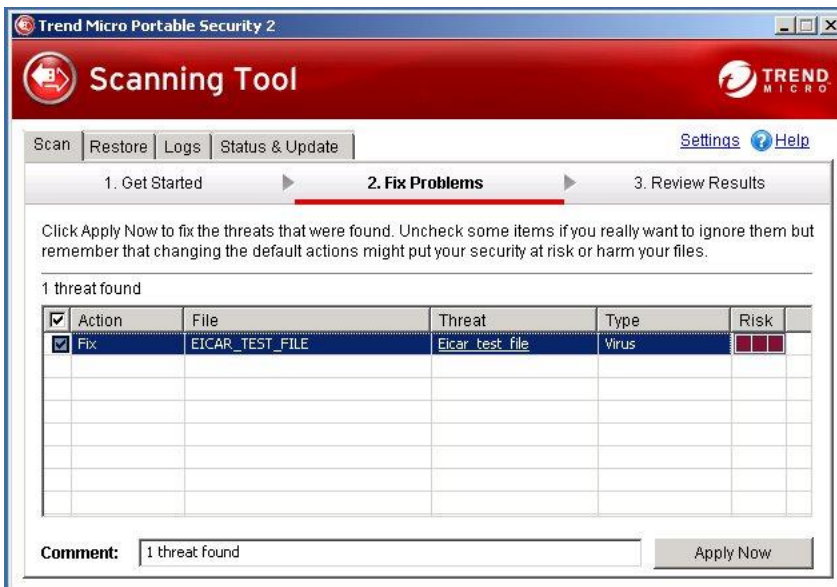 Trend Micro Portable Security 2
Scanning Tool
TREND MICRO
Scan Restore Logs Status & Update Settings Help
1. Get Started 2. Fix Problems 3. Review Results
Click Apply Now to fix the threats that were found. Uncheck some items if you really want to ignore them but
remember that changing the default actions might put your security at risk or harm your files.
1 threat found
Action File Threat Type Risk
Fix EICAR_TEST_FILE Eicar_test_file Virus
Comment: 1 threat found Apply Now